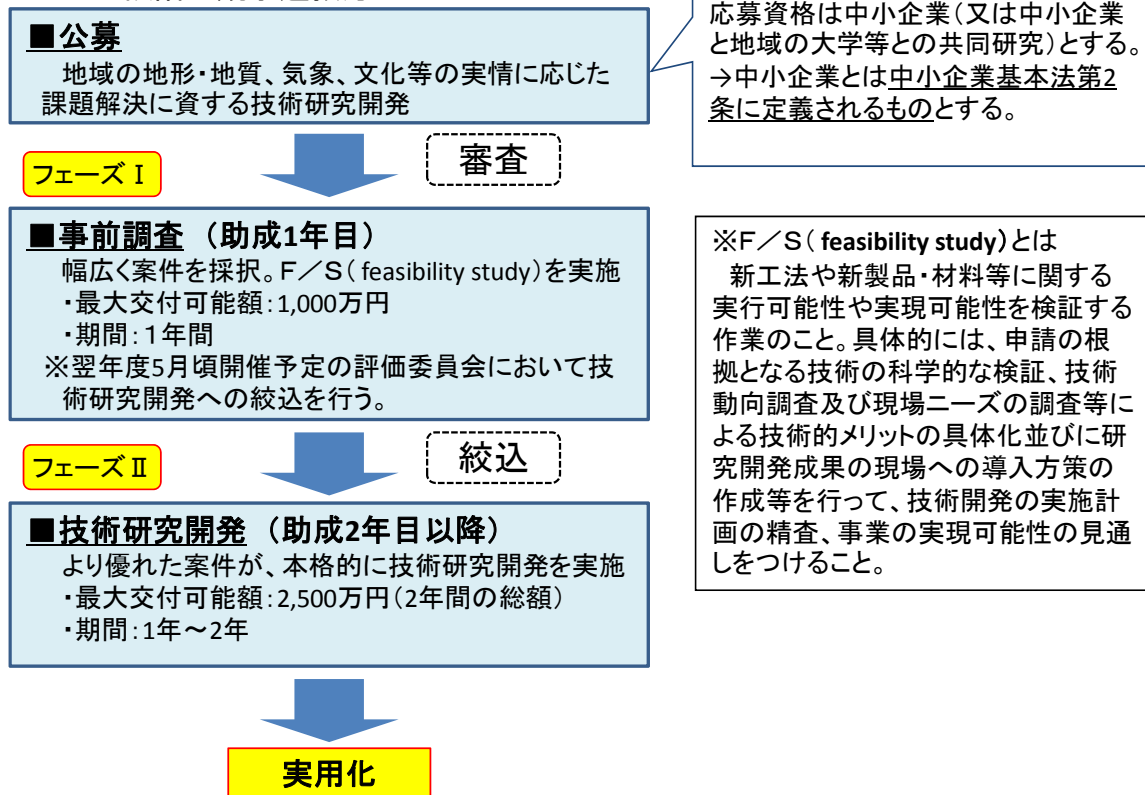 ■公募
地域の地形・地質、気象、文化等の実情に応じた
課題解決に資する技術研究開発
応募資格は中小企業(又は中小企業
と地域の大学等との共同研究)とする。
→中小企業とは中小企業基本法第2
条に定義されるものとする。
フェーズⅠ
審査
■事前調査 (助成1年目)
幅広く案件を採択。F/S( feasibility study)を実施
・最大交付可能額:1,000万円
・期間:1年間
※翌年度5月頃開催予定の評価委員会において技
術研究開発への絞込を行う。
※F/S( feasibility study)とは
新工法や新製品・材料等に関する
実行可能性や実現可能性を検証する
作業のこと。具体的には、申請の根
拠となる技術の科学的な検証、技術
動向調査及び現場ニーズの調査等に
よる技術的メリットの具体化並びに研
究開発成果の現場への導入方策の
作成等を行って、技術開発の実施計
画の精査、事業の実現可能性の見通
しをつけること。
フェーズⅡ
絞込
■技術研究開発 (助成2年目以降)
より優れた案件が、本格的に技術研究開発を実施
・最大交付可能額:2,500万円(2年間の総額)
・期間:1年~2年
実用化